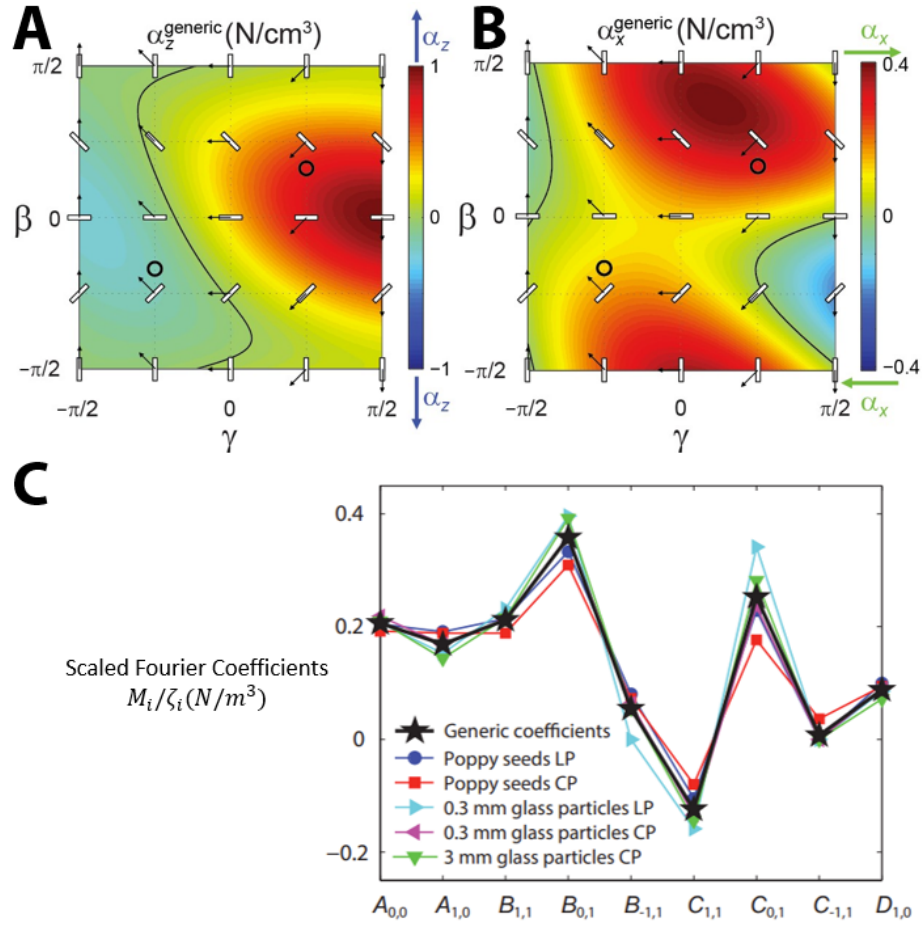 A
α_z^generic (N/cm³)
α_z
π/2
β
0
−π/2
−π/2
0
π/2
γ
1
0
−1
α_z
B
α_x^generic (N/cm³)
α_x
π/2
β
0
−π/2
−π/2
0
π/2
γ
0.4
0
−0.4
α_x
C
Scaled Fourier Coefficients
M_i/ζ_i(N/m³)
0.4
0.2
0
−0.2
Generic coefficients
Poppy seeds LP
Poppy seeds CP
0.3 mm glass particles LP
0.3 mm glass particles CP
3 mm glass particles CP
A_0,0 A_1,0 B_1,1 B_0,1 B_-1,1 C_1,1 C_0,1 C_-1,1 D_1,0